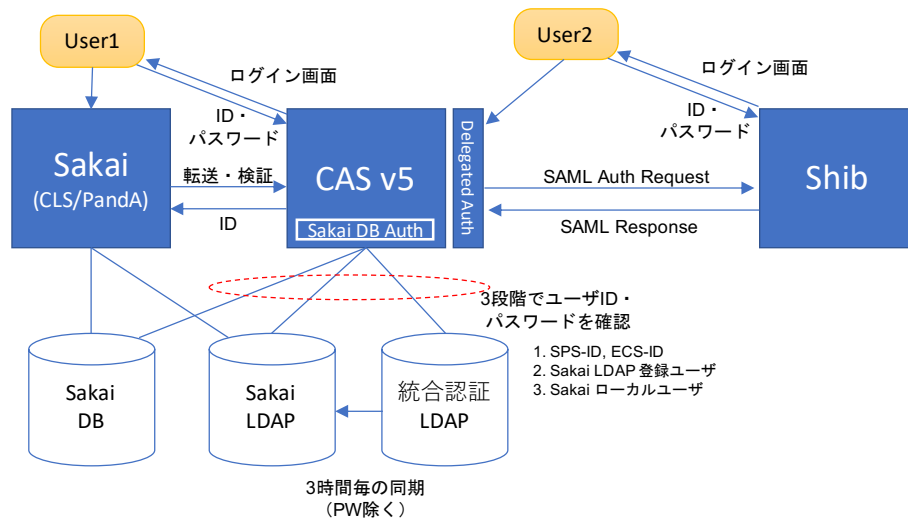 User1
User2
ログイン画面
ログイン画面
ID・
パスワード
ID・
パスワード
Sakai
(CLS/PandA)
転送・検証
ID
CAS v5
Sakai DB Auth
Delegated Auth
SAML Auth Request
SAML Response
Shib
3段階でユーザID・
パスワードを確認
1. SPS-ID, ECS-ID
2. Sakai LDAP 登録ユーザ
3. Sakai ローカルユーザ
Sakai
DB
Sakai
LDAP
統合認証
LDAP
3時間毎の同期
（PW除く）